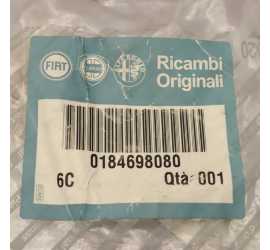 FIAT
Ricambi
Originali
0184698080
6C Qtà 001